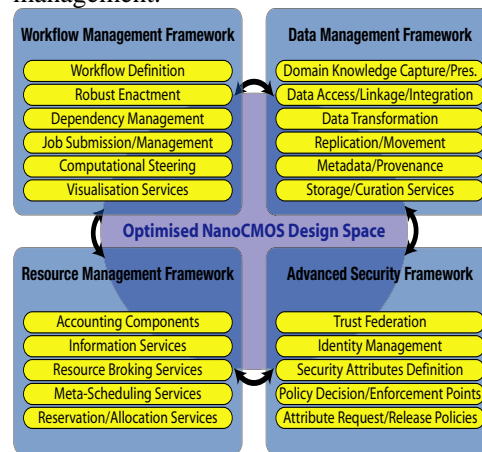 management.
Workflow Management Framework
Workflow Definition
Robust Enactment
Dependency Management
Job Submission/Management
Computational Steering
Visualisation Services
Data Management Framework
Domain Knowledge Capture/Pres.
Data Access/Linkage/Integration
Data Transformation
Replication/Movement
Metadata/Provenance
Storage/Curation Services
Optimised NanoCMOS Design Space
Resource Management Framework
Accounting Components
Information Services
Resource Broking Services
Meta-Scheduling Services
Reservation/Allocation Services
Advanced Security Framework
Trust Federation
Identity Management
Security Attributes Definition
Policy Decision/Enforcement Points
Attribute Request/Release Policies